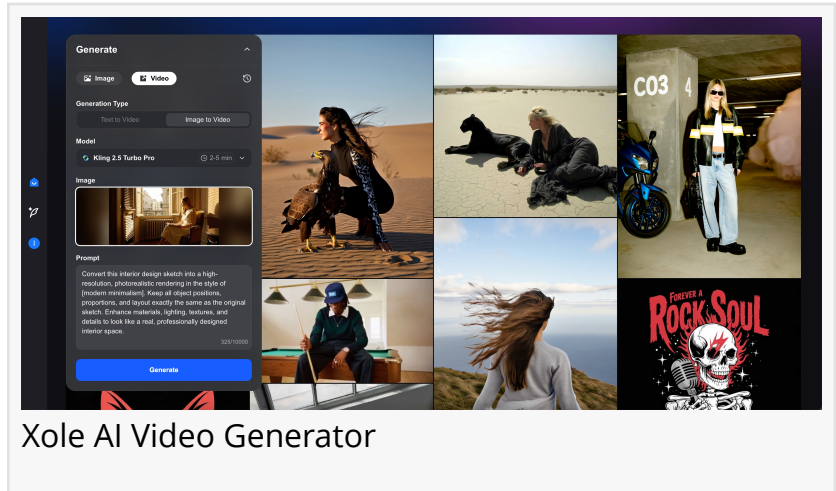 Generate
Image
Video
Generation Type
Text to Video
Image to Video
Model
Kling 2.5 Turbo Pro
2-5 min
Image
Prompt
Convert this interior design sketch into a high-
resolution, photorealistic rendering in the style of
[modern minimalism]. Keep all object positions,
proportions, and layout exactly the same as the original
sketch. Enhance materials, lighting, textures, and
details to look like a real, professionally designed
interior space.
325/10000
Generate
C03 4
FOREVER A
ROCK SOUL
Xole AI Video Generator